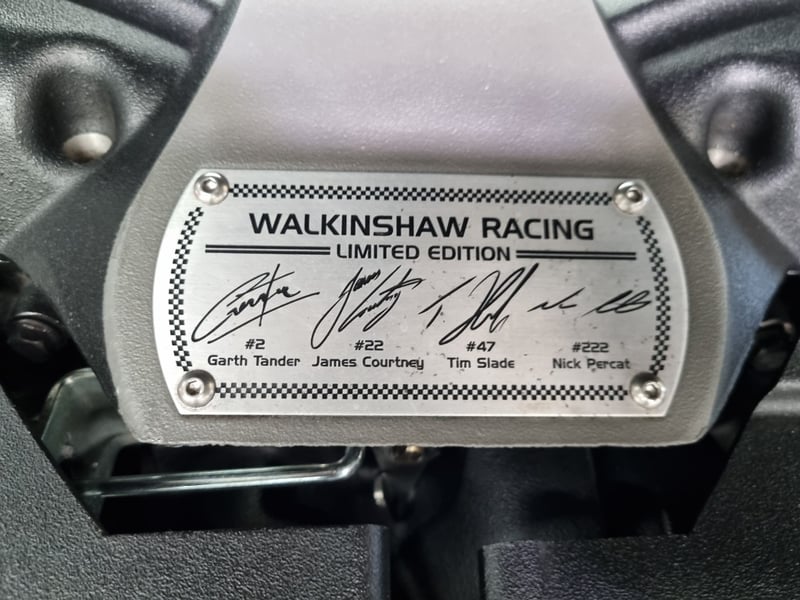 WALKINSHAW RACING
LIMITED EDITION
#2 #22 #47 #222
Garth Tander James Courtney Tim Slade Nick Percat